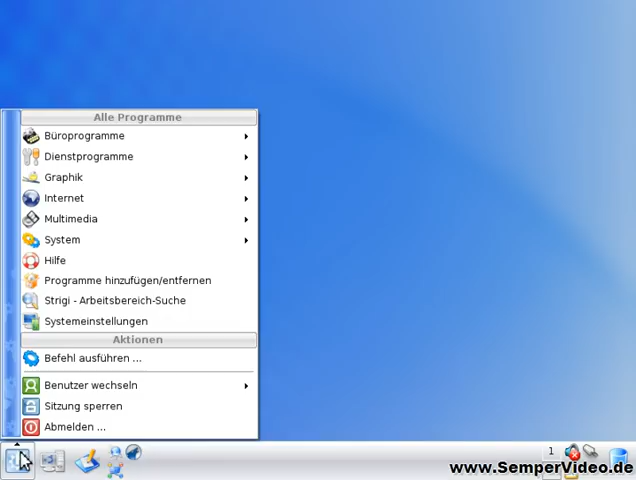 Alle Programme
Büroprogramme
Dienstprogramme
Graphik
Internet
Multimedia
System
Hilfe
Programme hinzufügen/entfernen
Strigi - Arbeitsbereich-Suche
Systemeinstellungen
Aktionen
Befehl ausführen ...
Benutzer wechseln
Sitzung sperren
Abmelden ...
1
www.SemperVideo.de